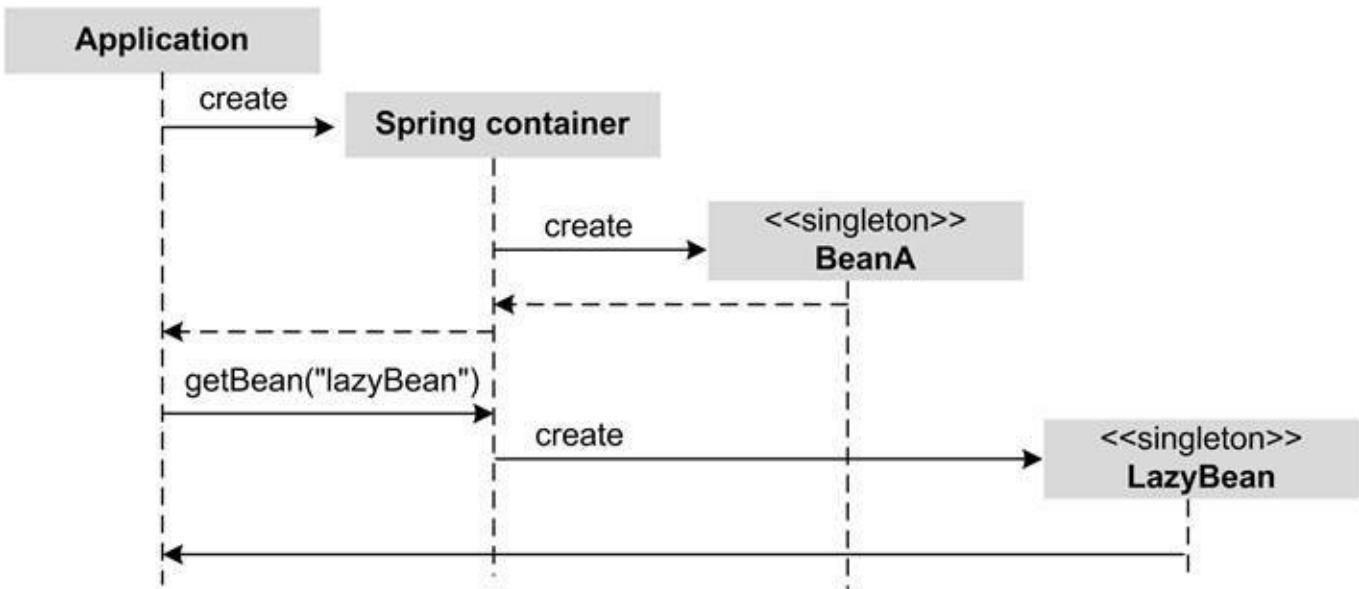 Application
create
Spring container
create
<<singleton>>
BeanA
getBean("lazyBean")
create
<<singleton>>
LazyBean